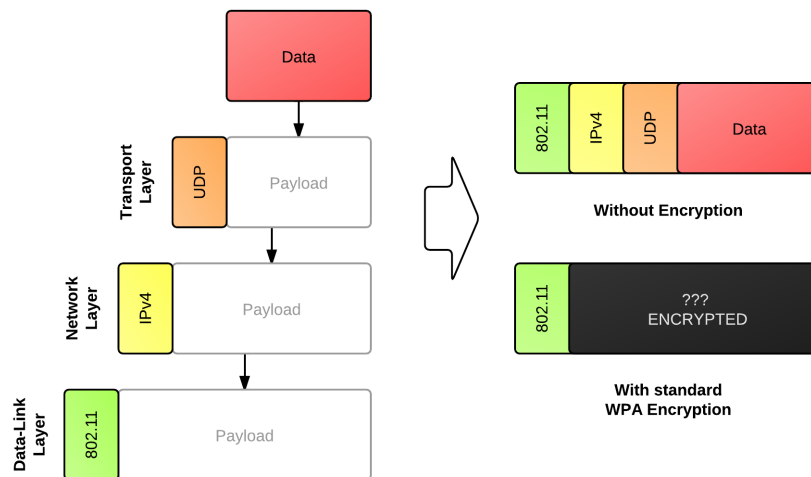 Data
Transport
Layer
UDP
Payload
Network
Layer
IPv4
Payload
Data-Link
Layer
802.11
Payload
802.11
IPv4
UDP
Data
Without Encryption
802.11
???
ENCRYPTED
With standard
WPA Encryption